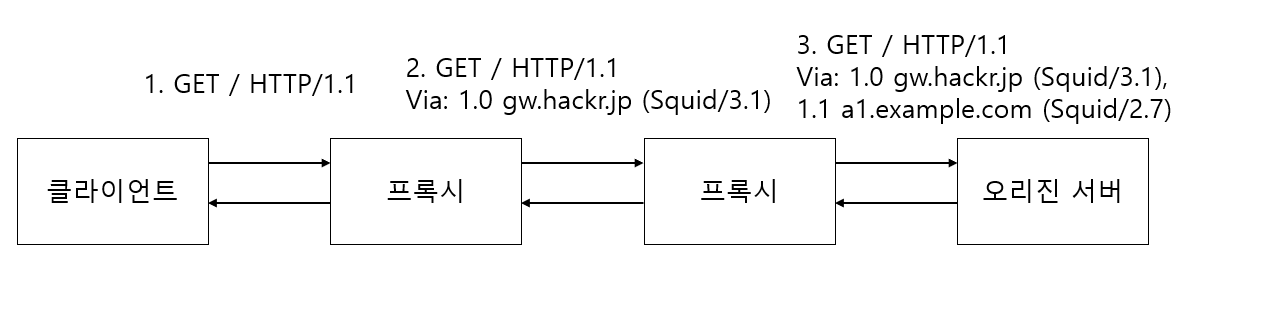 1. GET / HTTP/1.1
2. GET / HTTP/1.1
Via: 1.0 gw.hackr.jp (Squid/3.1)
3. GET / HTTP/1.1
Via: 1.0 gw.hackr.jp (Squid/3.1),
1.1 a1.example.com (Squid/2.7)
클라이언트
프록시
프록시
오리진 서버